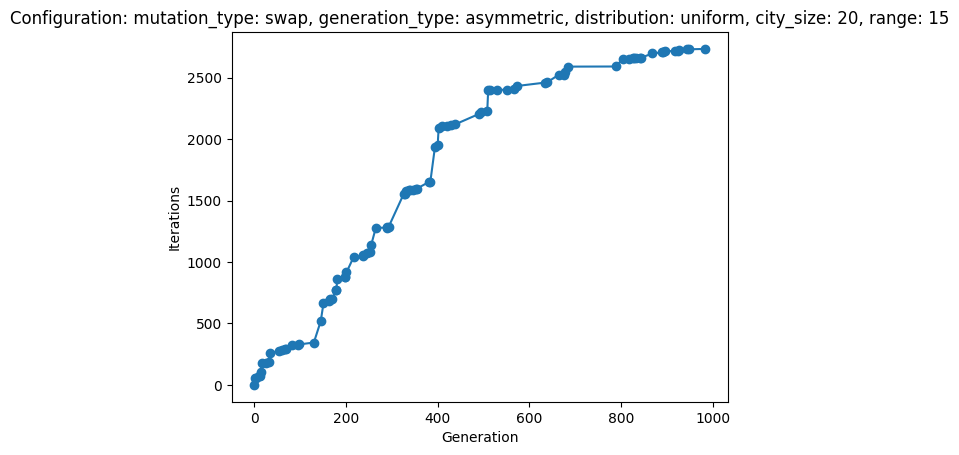 Configuration: mutation_type: swap, generation_type: asymmetric, distribution: uniform, city_size: 20, range: 15
2500
2000
1500
1000
500
0
Iterations
0 200 400 600 800 1000
Generation